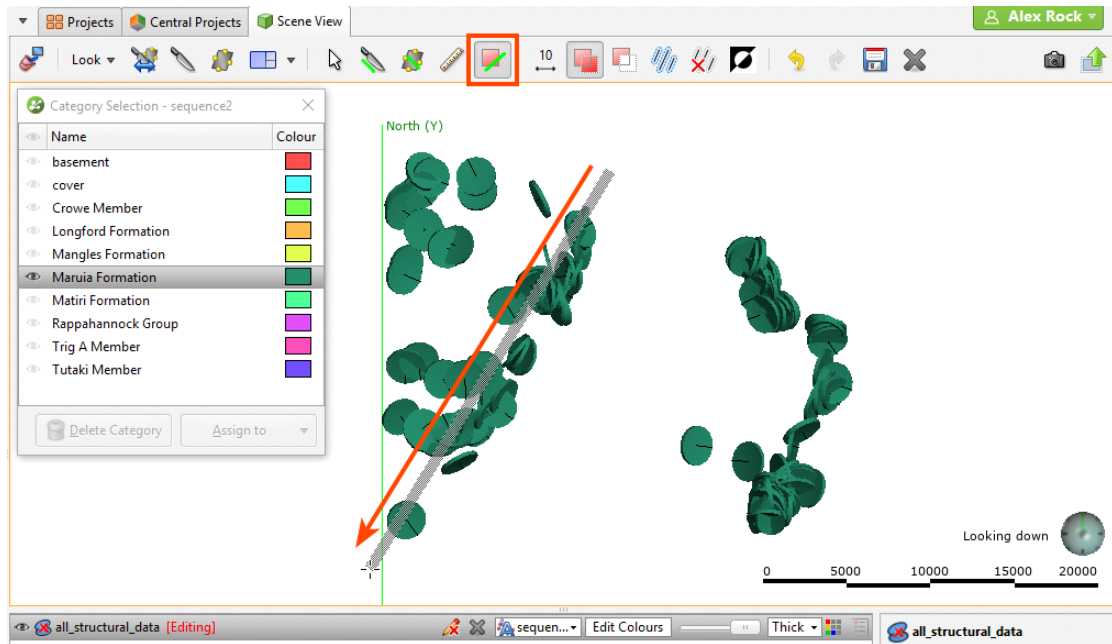 Projects Central Projects Scene View Alex Rock
Look 10
Category Selection - sequence2
Name Colour
basement
cover
Crowe Member
Longford Formation
Mangles Formation
Maruia Formation
Matiri Formation
Rappahannock Group
Trig A Member
Tutaki Member
Delete Category Assign to
North (Y)
Looking down
0 5000 10000 15000 20000
all_structural_data [Editing] sequen... Edit Colours Thick all_structural_data